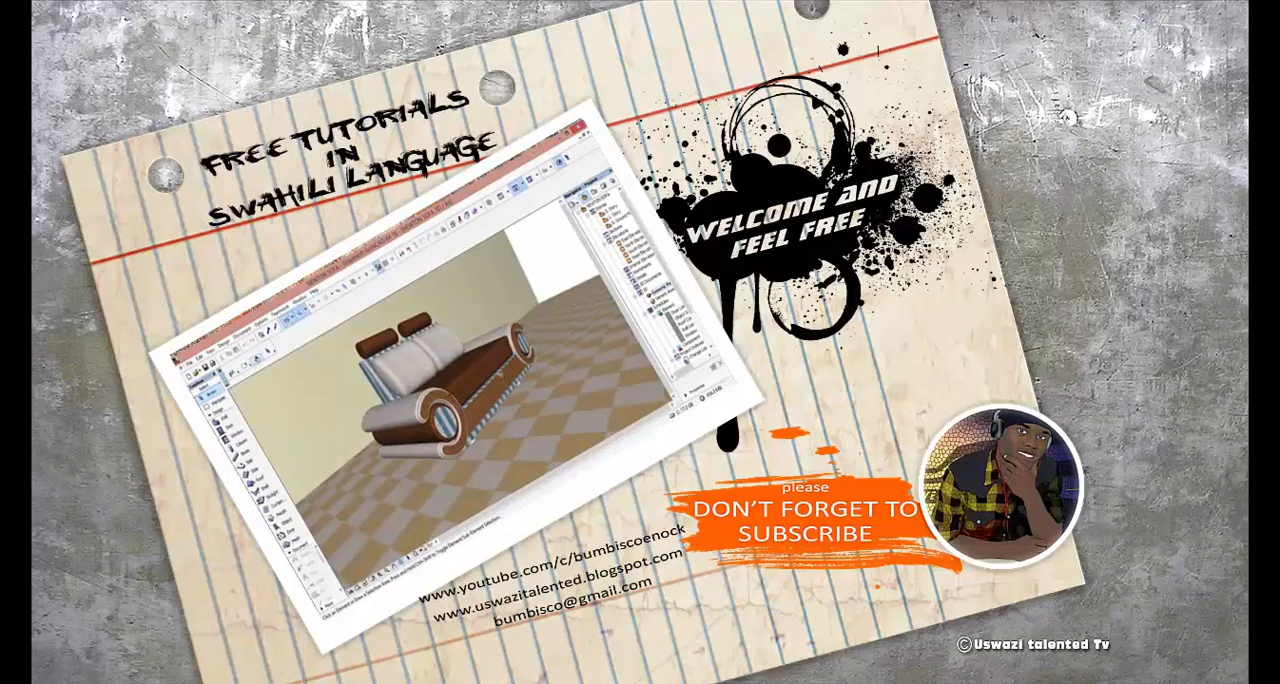 FREE TUTORIALS
IN
SWAHILI LANGUAGE
WELCOME AND
FEEL FREE
please
DON'T FORGET TO
SUBSCRIBE
www.youtube.com/c/bumbiscoenock
www.uswazitalented.blogspot.com
bumbisco@gmail.com
©Uswazi talented Tv